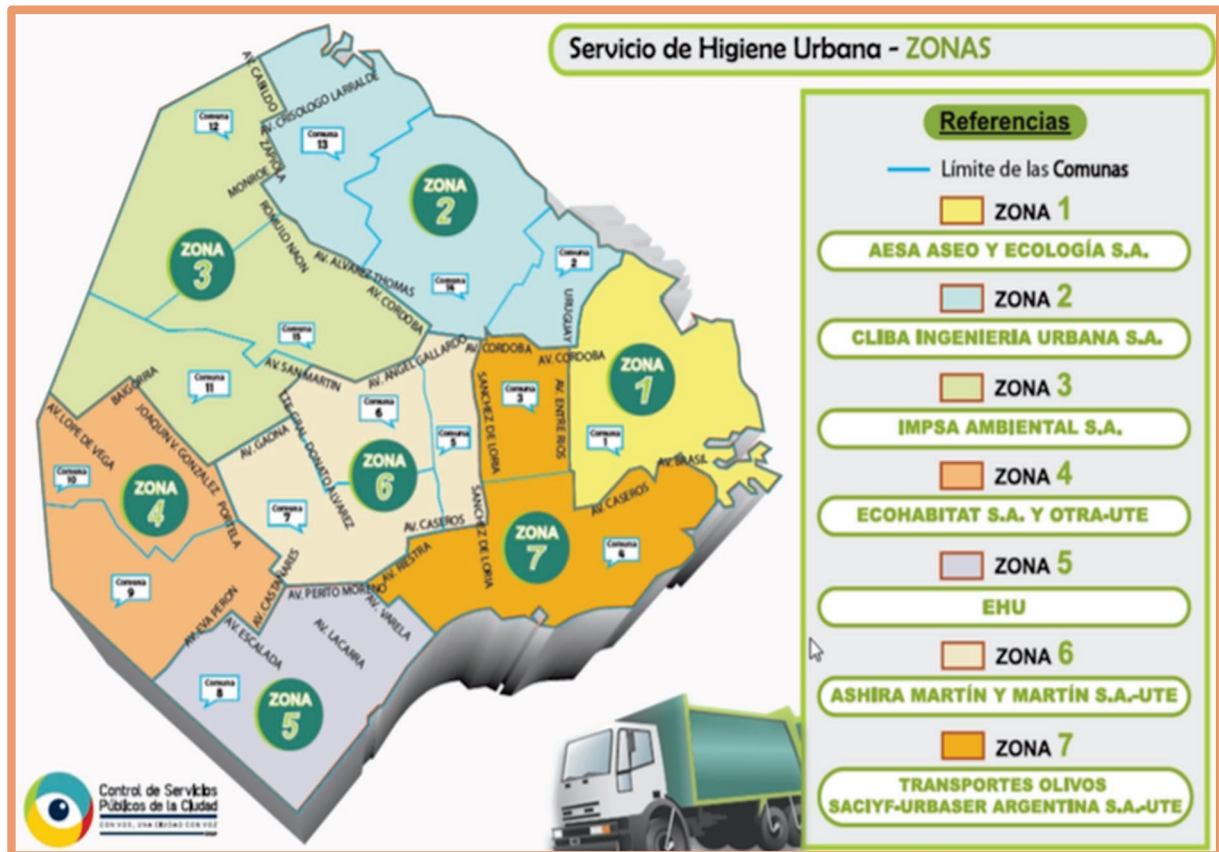 Servicio de Higiene Urbana - ZONAS
Referencias
Límite de las Comunas
ZONA 1
AESA ASEO Y ECOLOGÍA S.A.
ZONA 2
CLIBA INGENIERIA URBANA S.A.
ZONA 3
IMPSA AMBIENTAL S.A.
ZONA 4
ECOHABITAT S.A. Y OTRA-UTE
ZONA 5
EHU
ZONA 6
ASHIRA MARTÍN Y MARTÍN S.A.-UTE
ZONA 7
TRANSPORTES OLIVOS
SACIYF-URBASER ARGENTINA S.A.-UTE
AV. CABILDO
AV. CRISOLOGO LARRALDE
Comuna
12
Comuna
13
ZAPIOLA
MONROE
ZONA
2
ROMULO NAON
ZONA
3
AV. ALVAREZ THOMAS
Comuna
14
Comuna
2
AV. CORDOBA
URUGUAY
Comuna
15
AV. SAN MARTIN
AV. ANGEL GALLARDO
AV. CORDOBA
AV. CORDOBA
ZONA
1
Comuna
11
BAIGORRIA
AV. LOPE DE VEGA
JOAQUIN V. GONZALEZ
Comuna
6
SANCHEZ DE LORIA
Comuna
3
AV. ENTRE RIOS
AV. GAONA
TTE. GRAL. DONATO ALVAREZ
Comuna
5
Comuna
1
AV. BRASIL
Comuna
10
ZONA
4
ZONA
6
PORTELA
Comuna
7
AV. CASEROS
SANCHEZ DE LORIA
AV. CASEROS
ZONA
7
Comuna
4
Comuna
9
AV. CASTAÑARES
AV. PERITO MORENO
AV. RIESTRA
AV. EVA PERON
AV. ESCALADA
AV. LACARRA
AV. VARELA
Comuna
8
ZONA
5
Control de Servicios
Públicos de la Ciudad
CON VOS, UNA CIUDAD CON VOZ